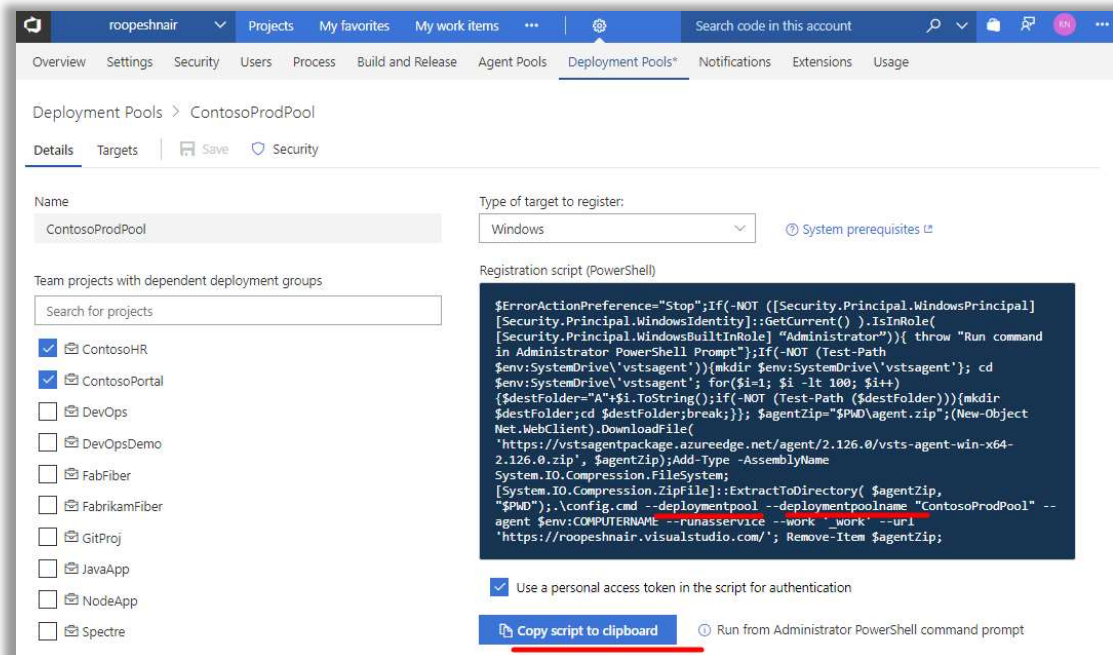 roopeshnair Projects My favorites My work items ··· Search code in this account RN ···
Overview Settings Security Users Process Build and Release Agent Pools Deployment Pools* Notifications Extensions Usage
Deployment Pools > ContosoProdPool
Details Targets Save Security
Name
ContosoProdPool
Team projects with dependent deployment groups
Search for projects
ContosoHR
ContosoPortal
DevOps
DevOpsDemo
FabFiber
FabrikamFiber
GitProj
JavaApp
NodeApp
Spectre
Type of target to register:
Windows
System prerequisites
Registration script (PowerShell)
$ErrorActionPreference="Stop";If(-NOT ([Security.Principal.WindowsPrincipal]
[Security.Principal.WindowsIdentity]::GetCurrent() ).IsInRole(
[Security.Principal.WindowsBuiltInRole] “Administrator”)){ throw "Run command
in Administrator PowerShell Prompt"};If(-NOT (Test-Path
$env:SystemDrive\'vstsagent')){mkdir $env:SystemDrive\'vstsagent'}; cd
$env:SystemDrive\'vstsagent'; for($i=1; $i -lt 100; $i++)
{$destFolder="A"+$i.ToString();if(-NOT (Test-Path ($destFolder))){mkdir
$destFolder;cd $destFolder;break;}}; $agentZip="$PWD\agent.zip";(New-Object
Net.WebClient).DownloadFile(
'https://vstsagentpackage.azureedge.net/agent/2.126.0/vsts-agent-win-x64-
2.126.0.zip', $agentZip);Add-Type -AssemblyName
System.IO.Compression.FileSystem;
[System.IO.Compression.ZipFile]::ExtractToDirectory( $agentZip,
"$PWD");.\config.cmd --deploymentpool --deploymentpoolname "ContosoProdPool" --
agent $env:COMPUTERNAME --runasservice --work '_work' --url
'https://roopeshnair.visualstudio.com/'; Remove-Item $agentZip;
Use a personal access token in the script for authentication
Copy script to clipboard
Run from Administrator PowerShell command prompt